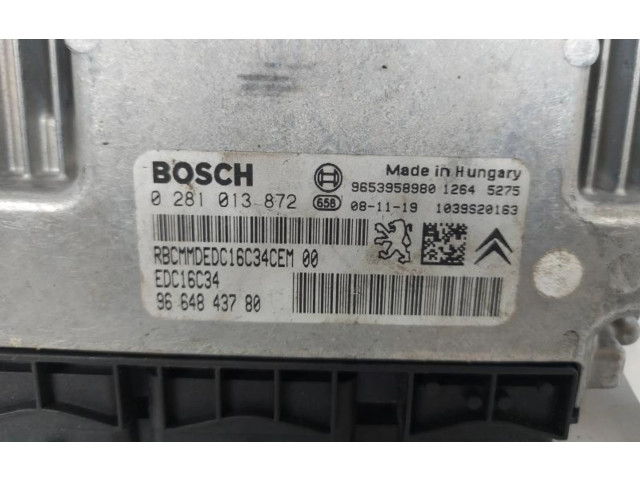 BOSCH
Made in Hungary
9653958980 1264 5275
0 281 013 872
656 08-11-19 1039S20163
RBCMMDEDC16C34CEM 00
EDC16C34
96 648 437 80